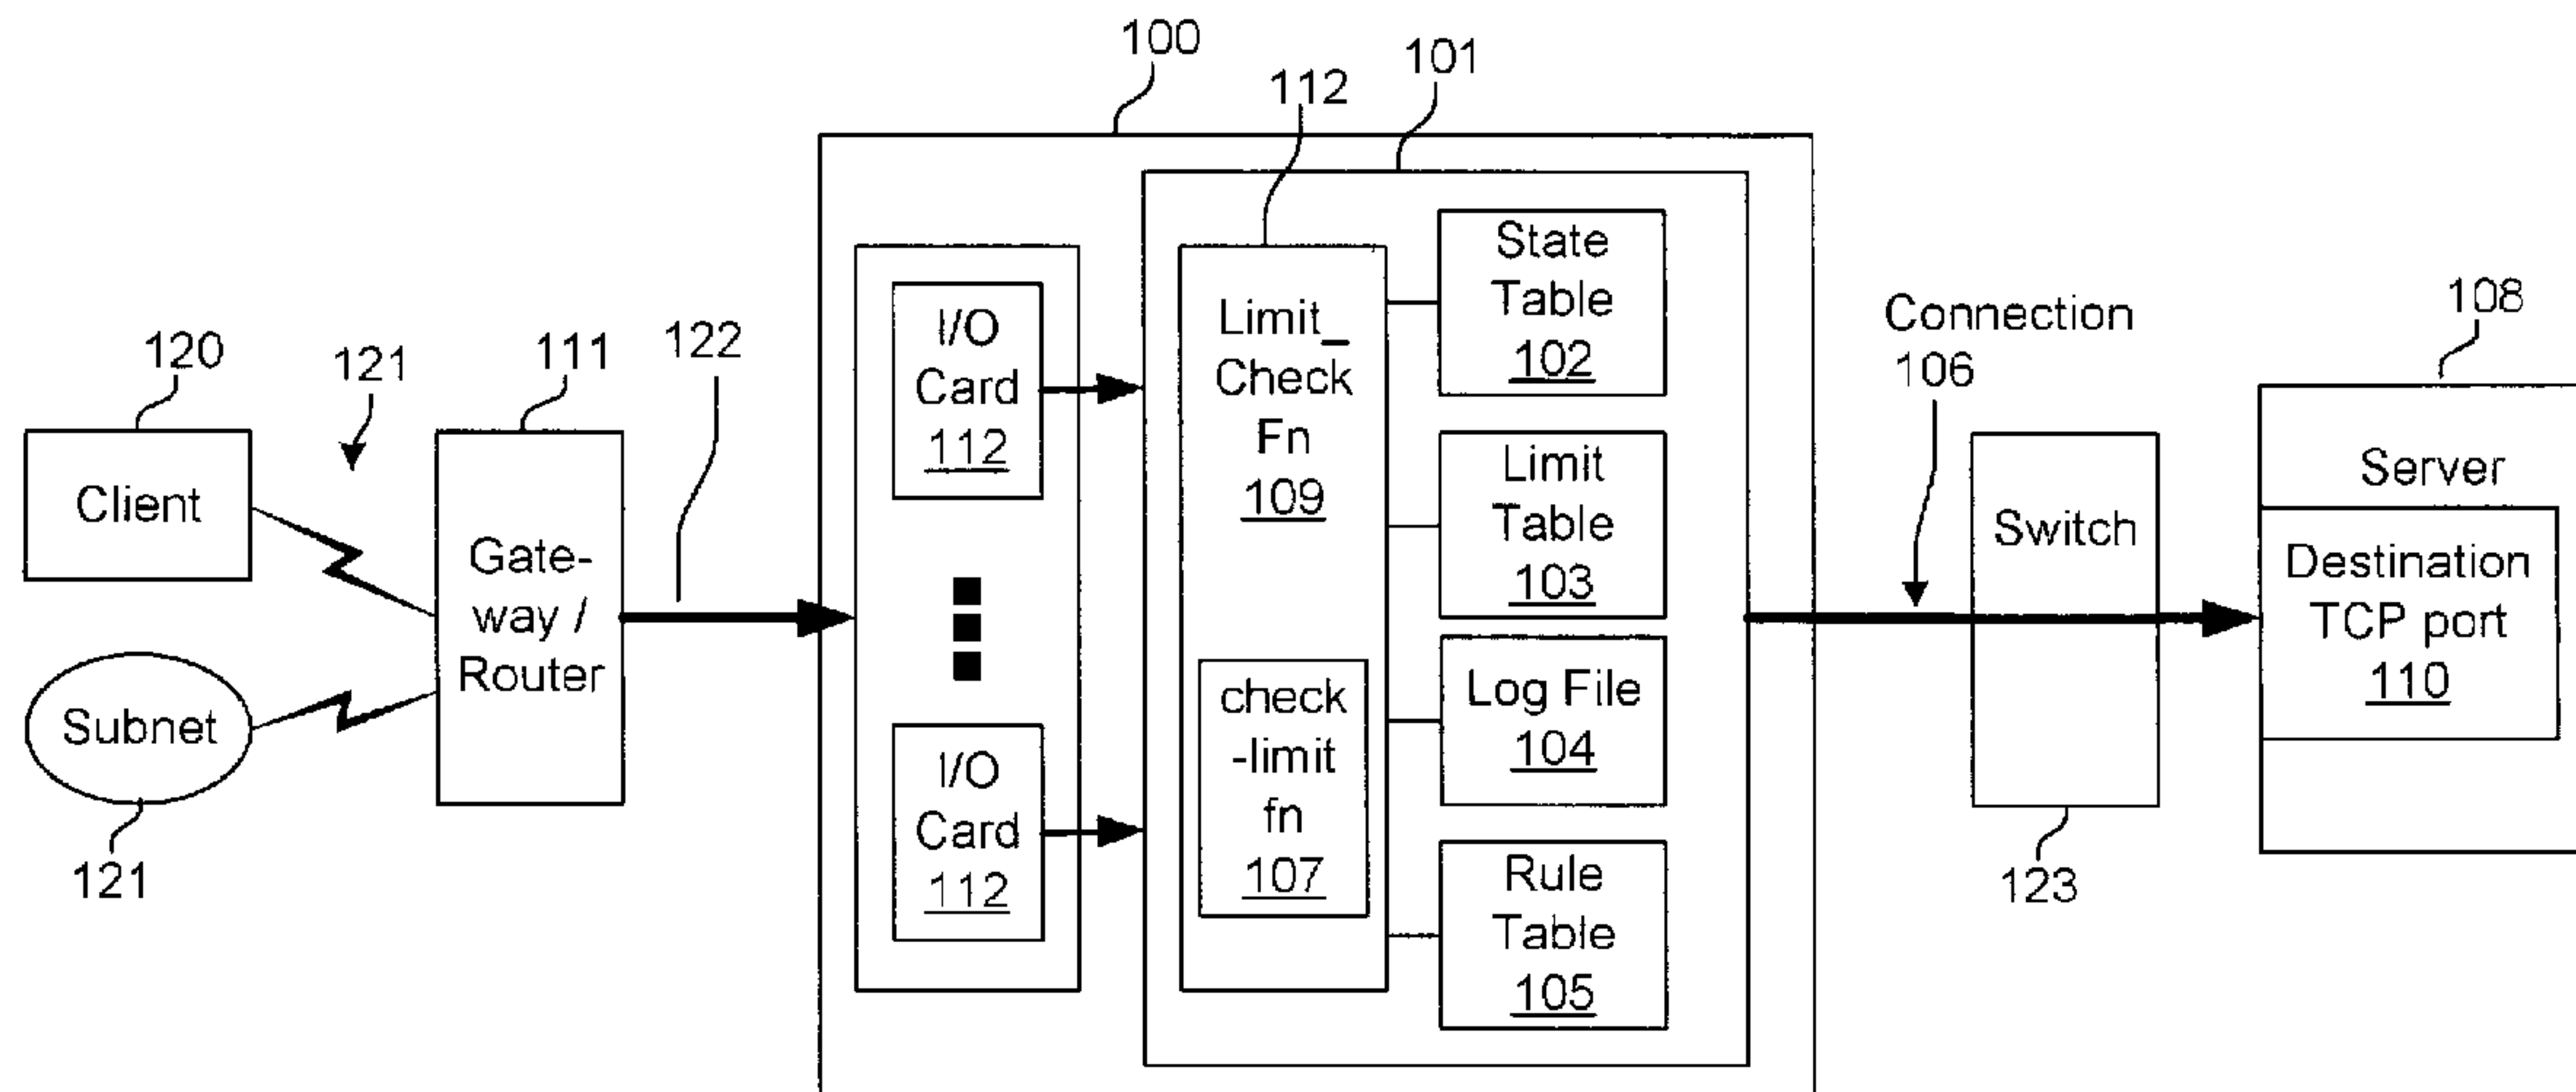 100
101
112
120
121
111
122
Client
Subnet
121
Gate-
way /
Router
I/O
Card
112
I/O
Card
112
Limit_
Check
Fn
109
check
-limit
fn
107
State
Table
102
Limit
Table
103
Log File
104
Rule
Table
105
Connection
106
Switch
123
108
Server
Destination
TCP port
110